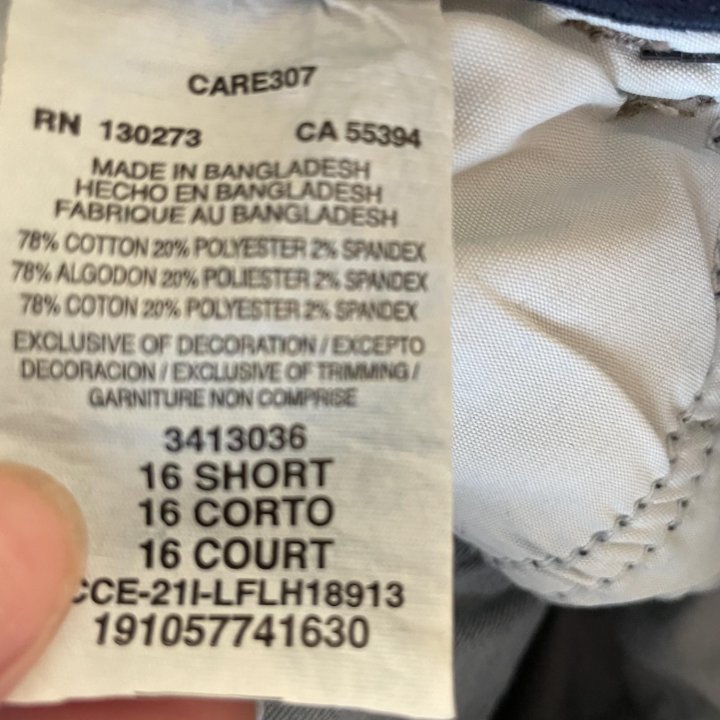 CARE307
RN 130273 CA 55394
MADE IN BANGLADESH
HECHO EN BANGLADESH
FABRIQUE AU BANGLADESH
78% COTTON 20% POLYESTER 2% SPANDEX
78% ALGODON 20% POLIESTER 2% SPANDEX
78% COTON 20% POLYESTER 2% SPANDEX
EXCLUSIVE OF DECORATION / EXCEPTO
DECORACION / EXCLUSIVE OF TRIMMING /
GARNITURE NON COMPRISE
3413036
16 SHORT
16 CORTO
16 COURT
CCE-21I-LFLH18913
191057741630